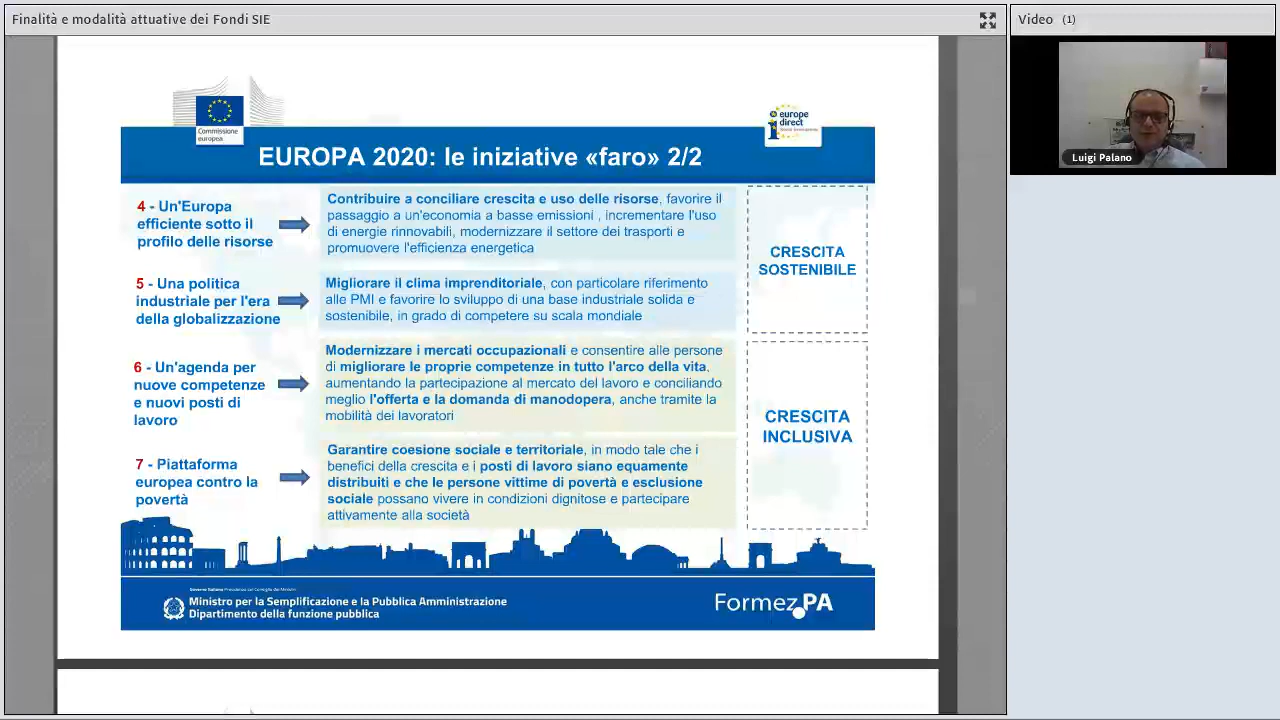 Finalità e modalità attuative dei Fondi SIE
Video (1)
Luigi Palano
Commissione
europea
europe
direct
EUROPA 2020: le iniziative «faro» 2/2
4 - Un'Europa
efficiente sotto il
profilo delle risorse
Contribuire a conciliare crescita e uso delle risorse, favorire il
passaggio a un'economia a basse emissioni , incrementare l'uso
di energie rinnovabili, modernizzare il settore dei trasporti e
promuovere l'efficienza energetica
CRESCITA
SOSTENIBILE
5 - Una politica
industriale per l'era
della globalizzazione
Migliorare il clima imprenditoriale, con particolare riferimento
alle PMI e favorire lo sviluppo di una base industriale solida e
sostenibile, in grado di competere su scala mondiale
6 - Un'agenda per
nuove competenze
e nuovi posti di
lavoro
Modernizzare i mercati occupazionali e consentire alle persone
di migliorare le proprie competenze in tutto l'arco della vita,
aumentando la partecipazione al mercato del lavoro e conciliando
meglio l'offerta e la domanda di manodopera, anche tramite la
mobilità dei lavoratori
CRESCITA
INCLUSIVA
7 - Piattaforma
europea contro la
povertà
Garantire coesione sociale e territoriale, in modo tale che i
benefici della crescita e i posti di lavoro siano equamente
distribuiti e che le persone vittime di povertà e esclusione
sociale possano vivere in condizioni dignitose e partecipare
attivamente alla società
Ministro per la Semplificazione e la Pubblica Amministrazione
Dipartimento della funzione pubblica
Formez PA